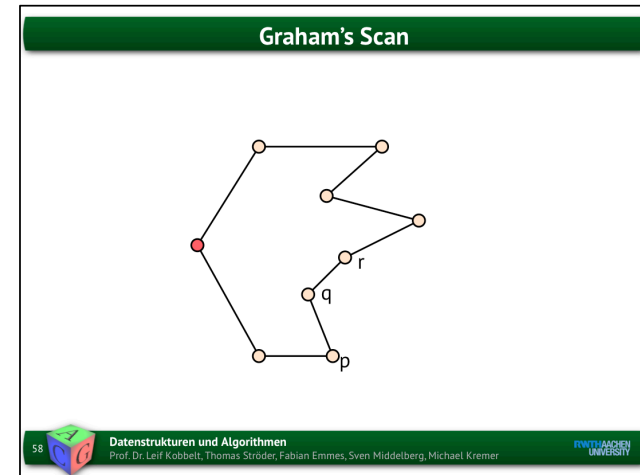 Graham's Scan
r
q
p
58
A
C
G
Datenstrukturen und Algorithmen
Prof. Dr. Leif Kobbelt, Thomas Ströder, Fabian Emmes, Sven Middelberg, Michael Kremer
RWTHAACHEN
UNIVERSITY